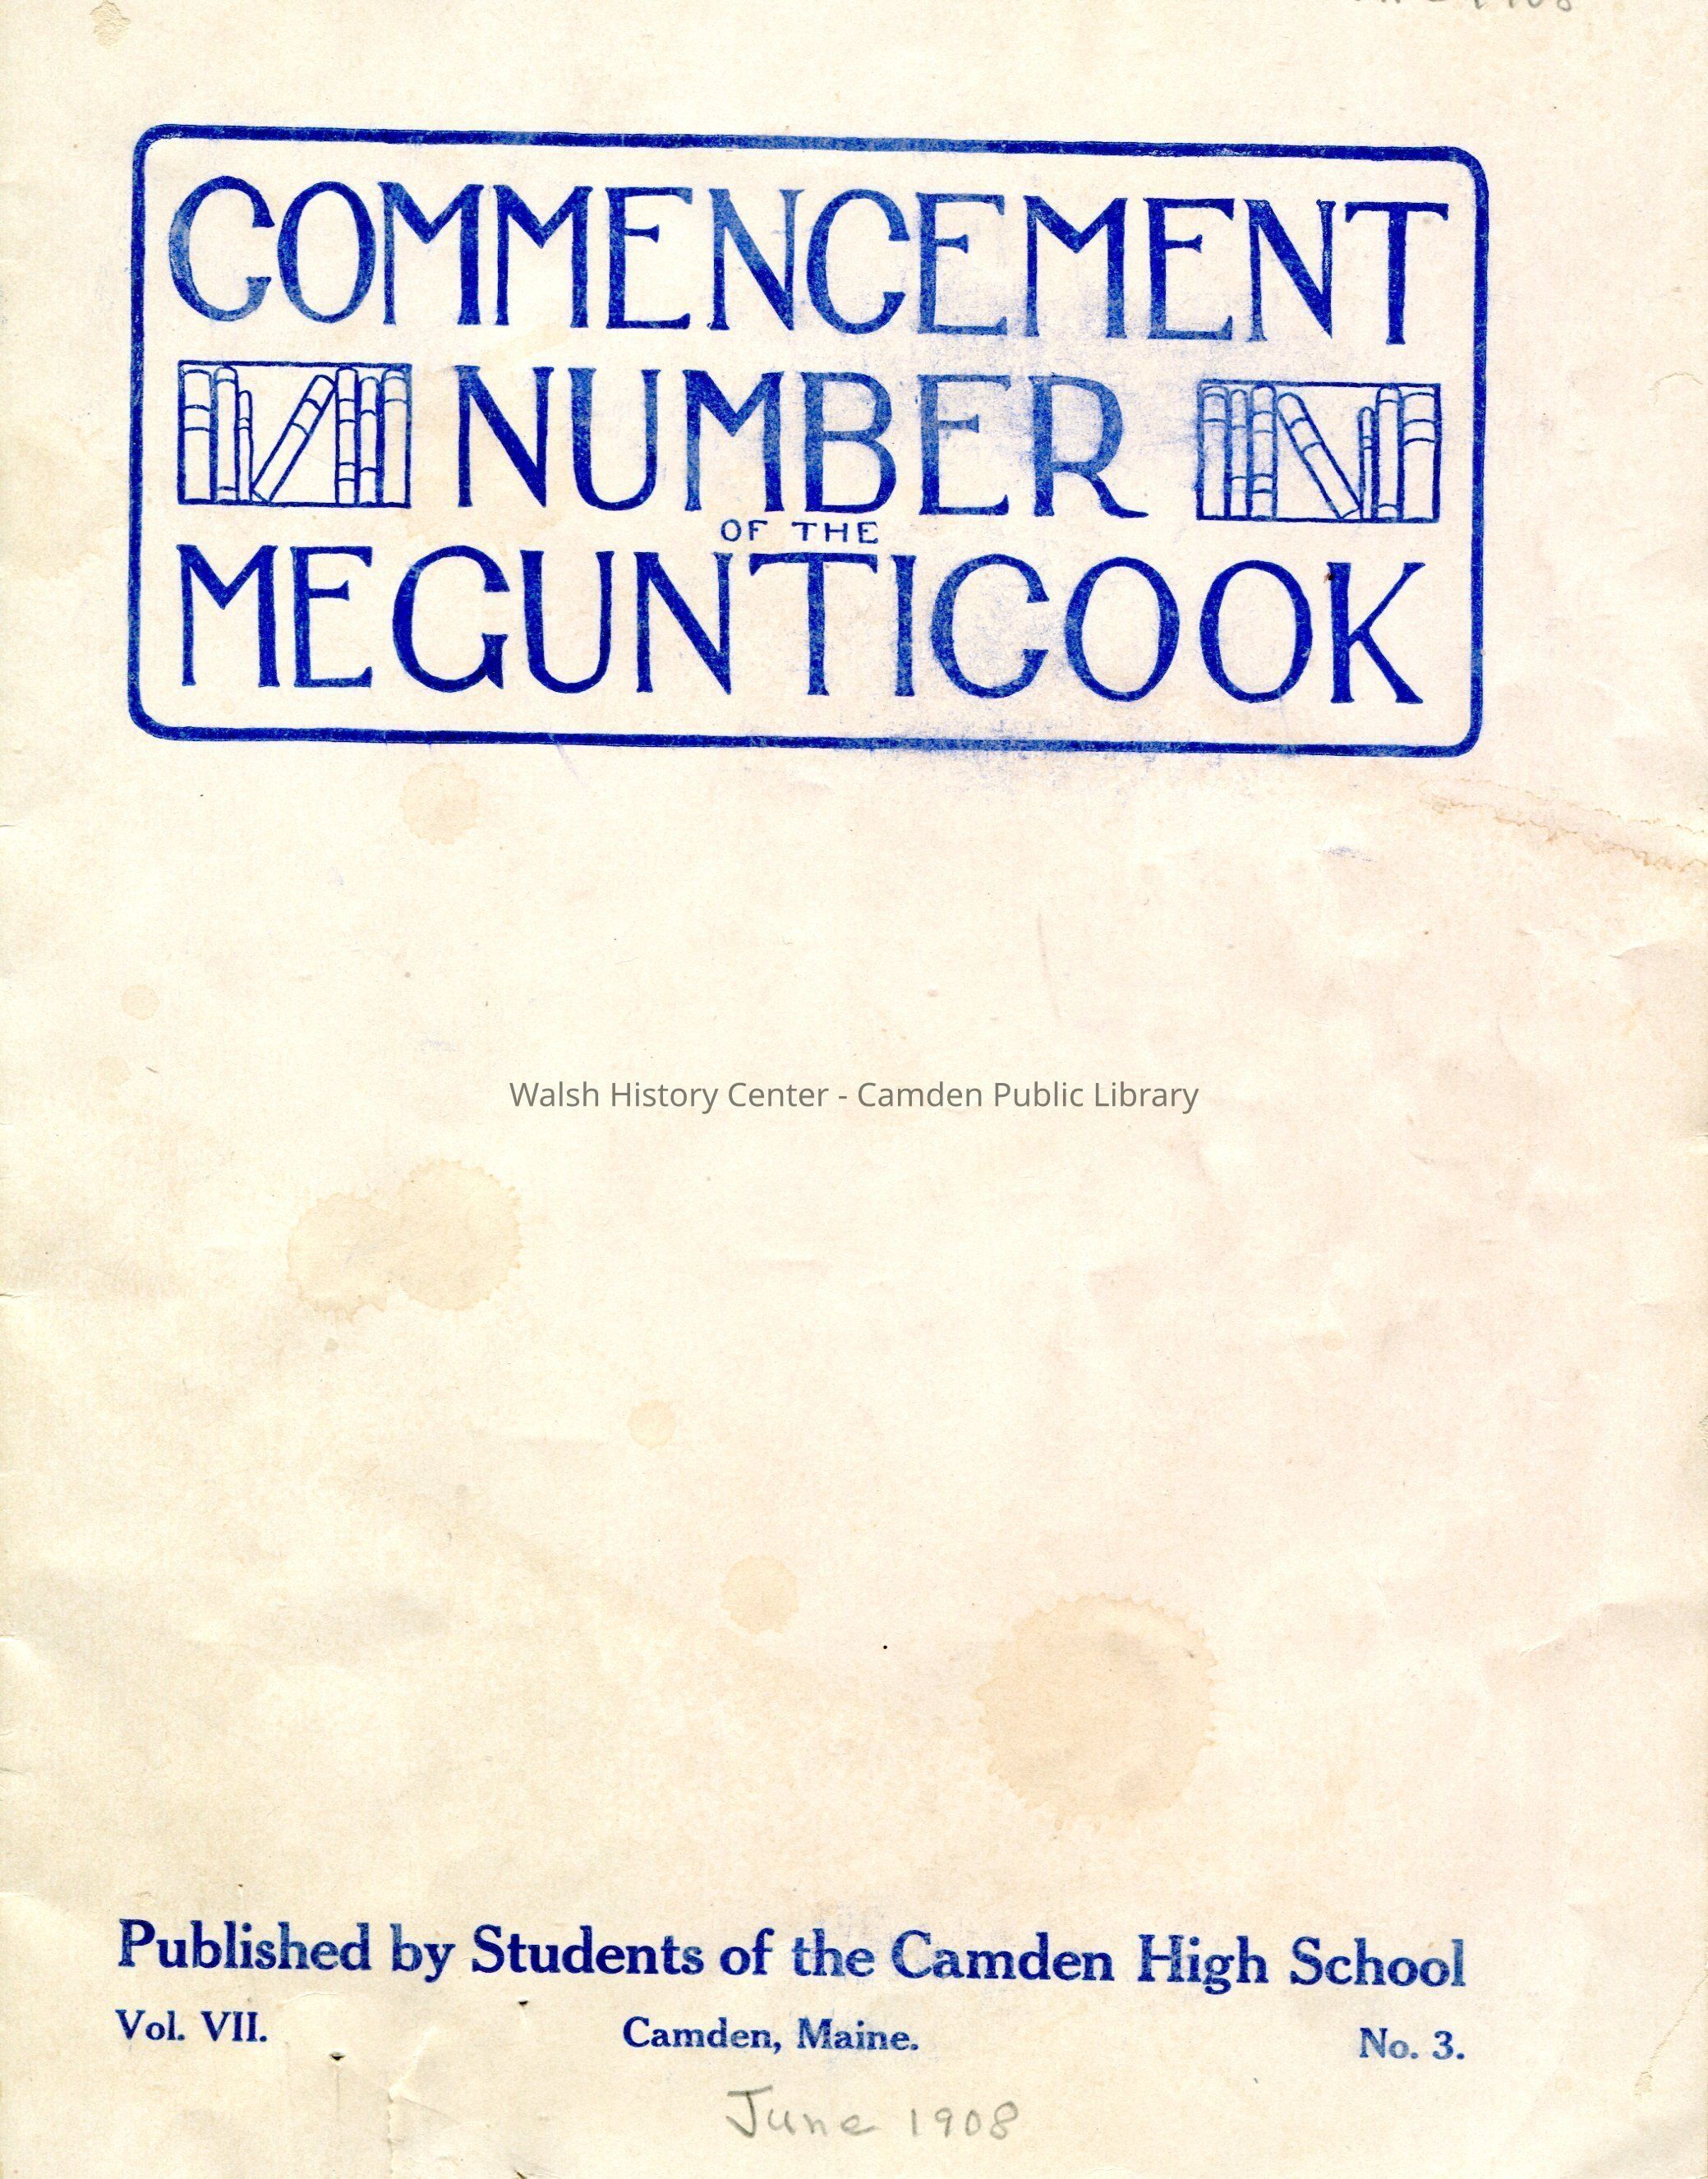 COMMENCEMENT
NUMBER
OF THE
MEGUNTICOOK
Walsh History Center - Camden Public Library
Published by Students of the Camden High School
Vol. VII. Camden, Maine. No. 3.
June 1908